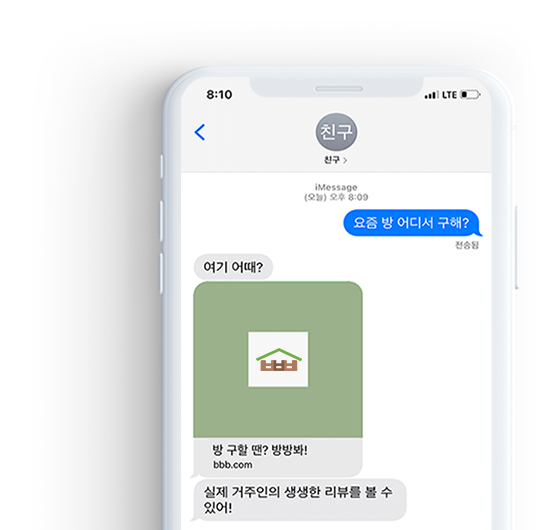 8:10
LTE
친구
친구 >
iMessage
(오늘) 오후 8:09
요즘 방 어디서 구해?
전송됨
여기 어때?
방 구할 땐? 방방봐!
bbb.com
실제 거주인의 생생한 리뷰를 볼 수
있어!